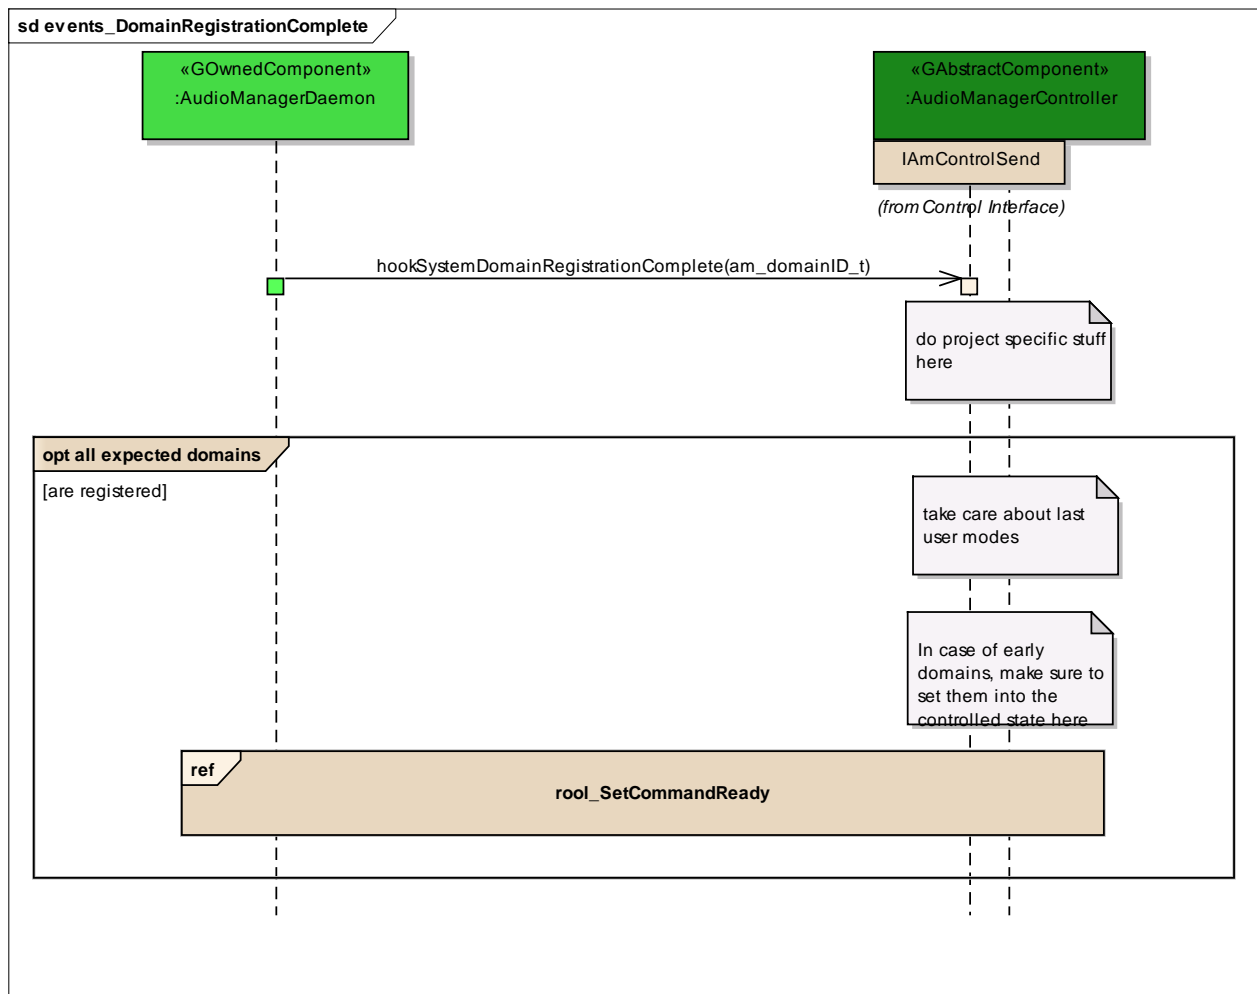 sd events_DomainRegistrationComplete
«GOwnedComponent»
:AudioManagerDaemon
«GAbstractComponent»
:AudioManagerController
IAmControlSend
(from Control Interface)
hookSystemDomainRegistrationComplete(am_domainID_t)
do project specific stuff
here
opt all expected domains
[are registered]
take care about last
user modes
In case of early
domains, make sure to
set them into the
controlled state here
ref
rool_SetCommandReady